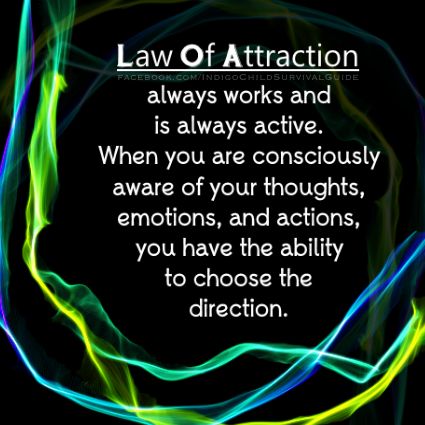 Law Of Attraction
FACEBOOK.COM/INDIGOCHILDSURVIVALGUIDE
always works and
is always active.
When you are consciously
aware of your thoughts,
emotions, and actions,
you have the ability
to choose the
direction.